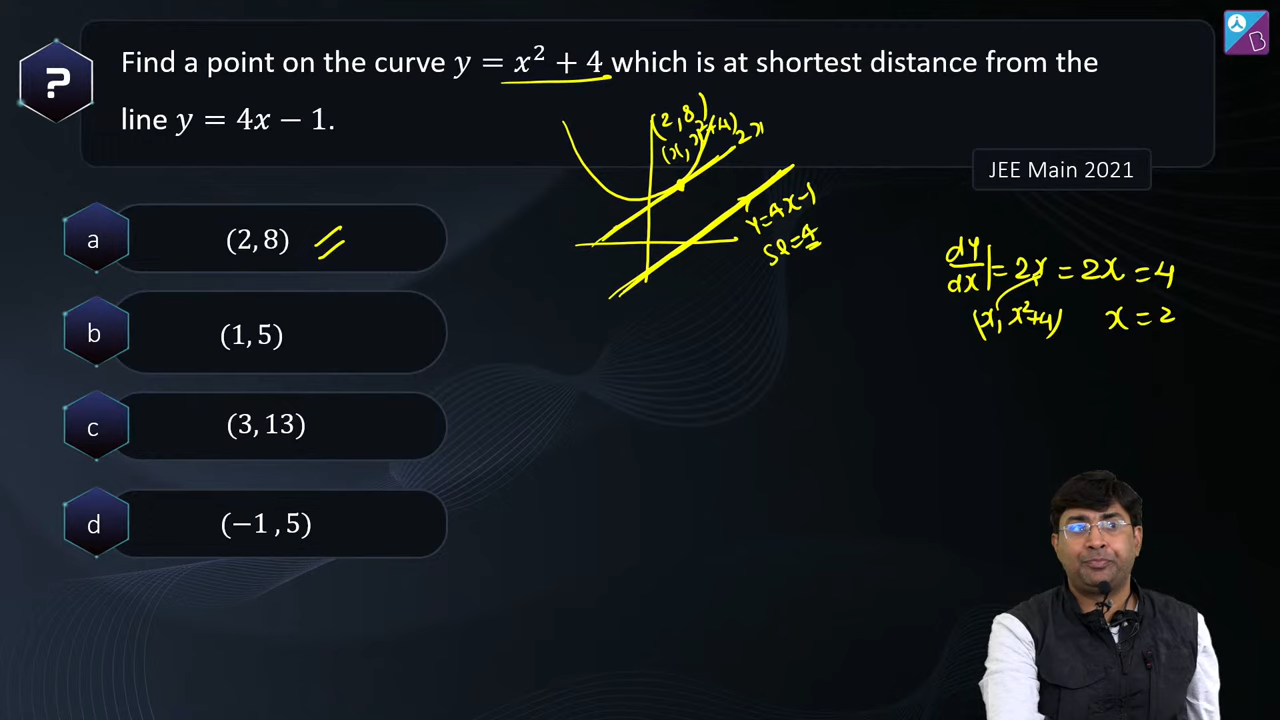 ?
Find a point on the curve y = x² + 4 which is at shortest distance from the
line y = 4x − 1.
JEE Main 2021
B
a (2, 8)
b (1, 5)
c (3, 13)
d (−1 , 5)
(2, 8)
(x, x²+4)
2x
y=4x-1
Sl=4
dy/dx| = 2x = 2x = 4
(x, x²+4) x = 2